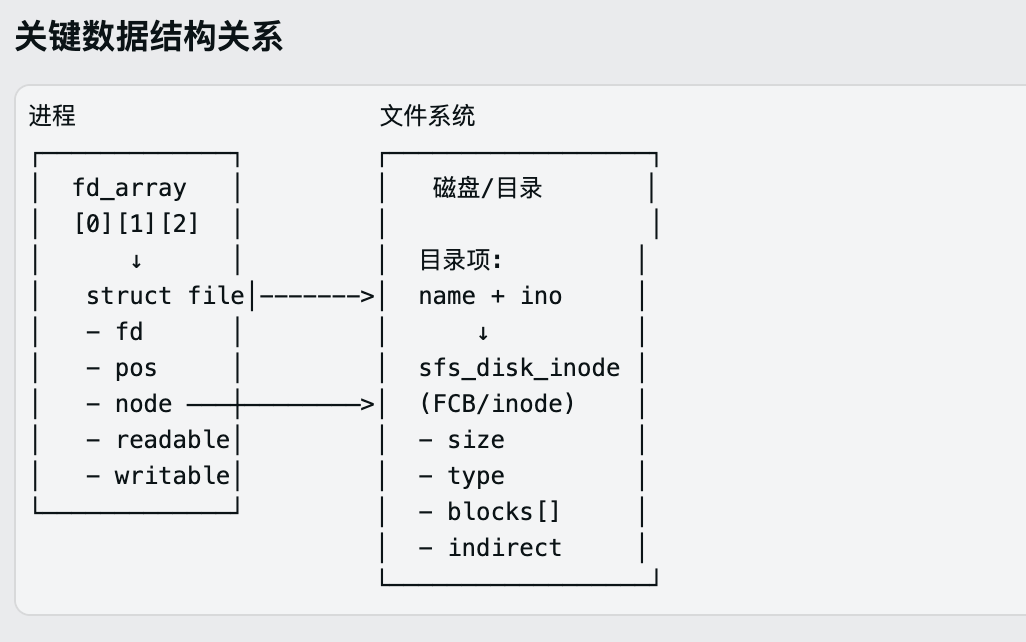 关键数据结构关系
进程 文件系统
fd_array 磁盘/目录
[0][1][2]
↓ 目录项:
struct file ------> name + ino
- fd ↓
- pos sfs_disk_inode
- node ──────> (FCB/inode)
- readable - size
- writable - type
- blocks[]
- indirect